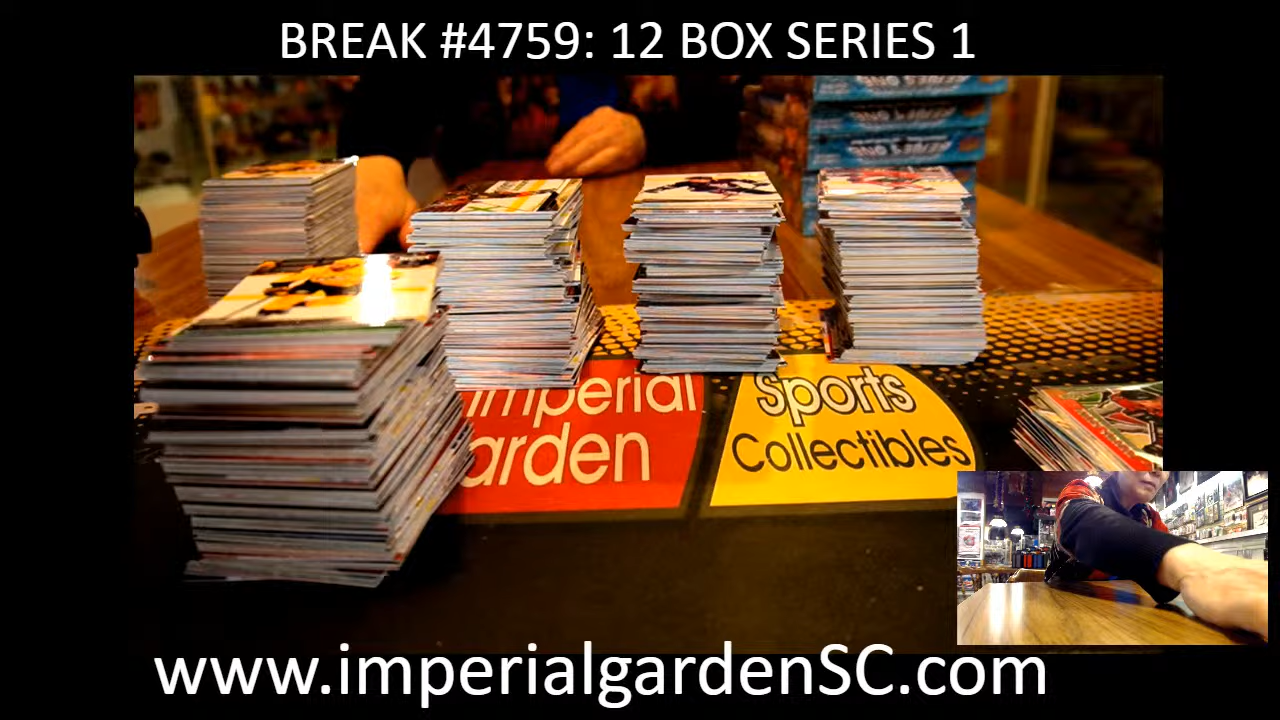 BREAK #4759: 12 BOX SERIES 1
Imperial
Garden
Sports
Collectibles
www.imperialgardenSC.com